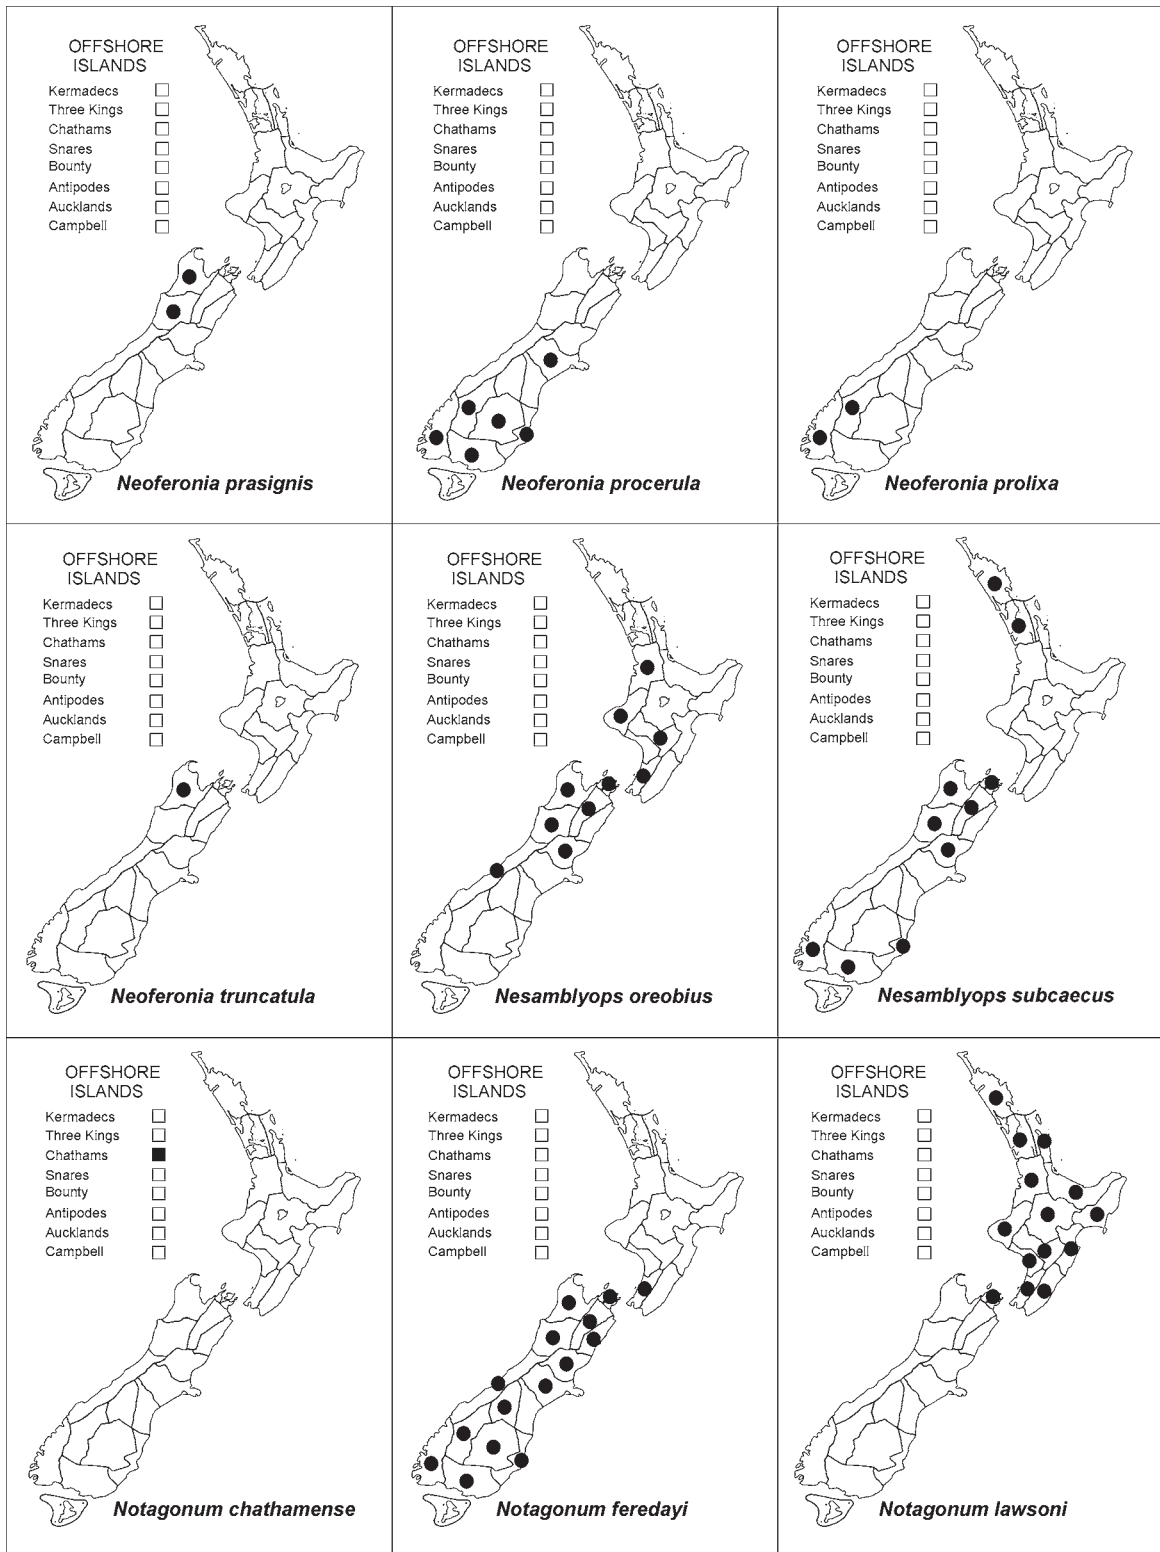 OFFSHORE
ISLANDS
Kermadecs
Three Kings
Chathams
Snares
Bounty
Antipodes
Aucklands
Campbell
Neoferonia prasignis
OFFSHORE
ISLANDS
Kermadecs
Three Kings
Chathams
Snares
Bounty
Antipodes
Aucklands
Campbell
Neoferonia procerula
OFFSHORE
ISLANDS
Kermadecs
Three Kings
Chathams
Snares
Bounty
Antipodes
Aucklands
Campbell
Neoferonia prolixa
OFFSHORE
ISLANDS
Kermadecs
Three Kings
Chathams
Snares
Bounty
Antipodes
Aucklands
Campbell
Neoferonia truncatula
OFFSHORE
ISLANDS
Kermadecs
Three Kings
Chathams
Snares
Bounty
Antipodes
Aucklands
Campbell
Nesamblyops oreobius
OFFSHORE
ISLANDS
Kermadecs
Three Kings
Chathams
Snares
Bounty
Antipodes
Aucklands
Campbell
Nesamblyops subcaecus
OFFSHORE
ISLANDS
Kermadecs
Three Kings
Chathams
Snares
Bounty
Antipodes
Aucklands
Campbell
Notagonum chathamense
OFFSHORE
ISLANDS
Kermadecs
Three Kings
Chathams
Snares
Bounty
Antipodes
Aucklands
Campbell
Notagonum feredayi
OFFSHORE
ISLANDS
Kermadecs
Three Kings
Chathams
Snares
Bounty
Antipodes
Aucklands
Campbell
Notagonum lawsoni